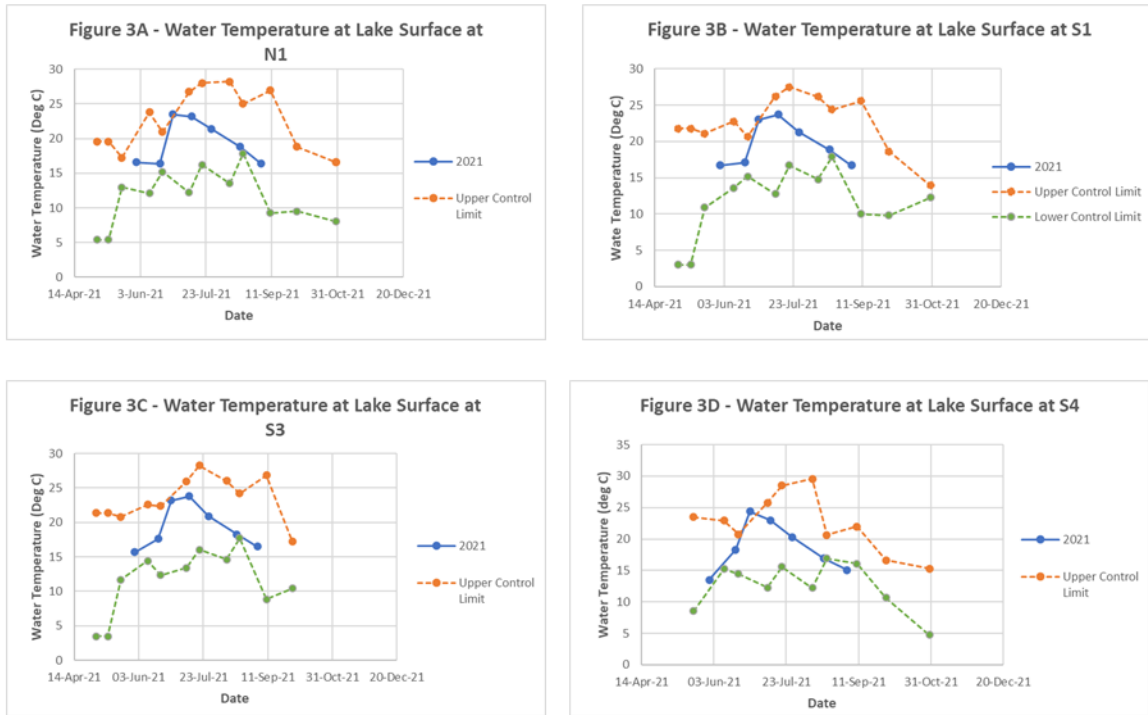 Figure 3A - Water Temperature at Lake Surface at
N1
30
25
20
15
10
5
0
Water Temperature (Deg C)
14-Apr-21 3-Jun-21 23-Jul-21 11-Sep-21 31-Oct-21 20-Dec-21
Date
2021
Upper Control
Limit
Figure 3B - Water Temperature at Lake Surface at S1
30
25
20
15
10
5
0
Wate Temperature (Deg C)
14-Apr-21 03-Jun-21 23-Jul-21 11-Sep-21 31-Oct-21 20-Dec-21
Date
2021
Upper Control Limit
Lower Control Limit
Figure 3C - Water Temperature at Lake Surface at
S3
30
25
20
15
10
5
0
Water Temperature (Deg C)
14-Apr-21 03-Jun-21 23-Jul-21 11-Sep-21 31-Oct-21 20-Dec-21
Date
2021
Upper Control
Limit
Figure 3D - Water Temperature at Lake Surface at S4
35
30
25
20
15
10
5
0
Water Temperature (deg C)
14-Apr-21 03-Jun-21 23-Jul-21 11-Sep-21 31-Oct-21 20-Dec-21
Date
2021
Upper Control
Limit